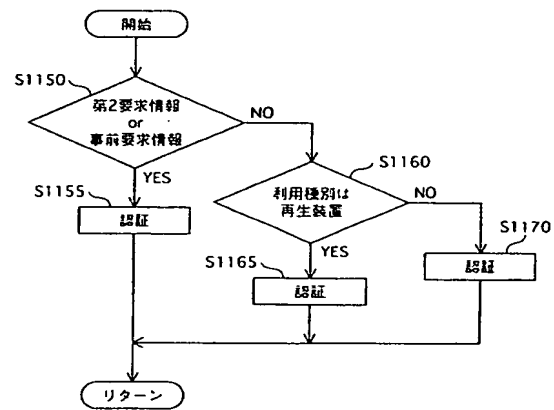 開始
S1150
第2要求情報
or
事前要求情報
NO
YES
S1155
認証
S1160
利用種別は
再生装置
NO
YES
S1165
認証
S1170
認証
リターン